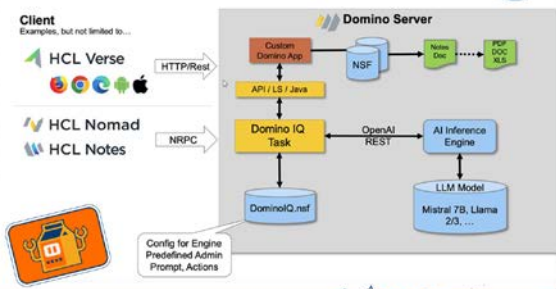 Client
Examples, but not limited to...
HCL Verse
HTTP/Rest
HCL Nomad
HCL Notes
NRPC
Domino Server
Custom
Domino App
NSF
Notes
Doc
PDF
DOC
XLS
API / LS / Java
Domino IQ
Task
OpenAI
REST
AI Inference
Engine
DominoIQ.nsf
LLM Model
Mistral 7B, Llama
2/3, ...
Config for Engine
Predefined Admin
Prompt, Actions